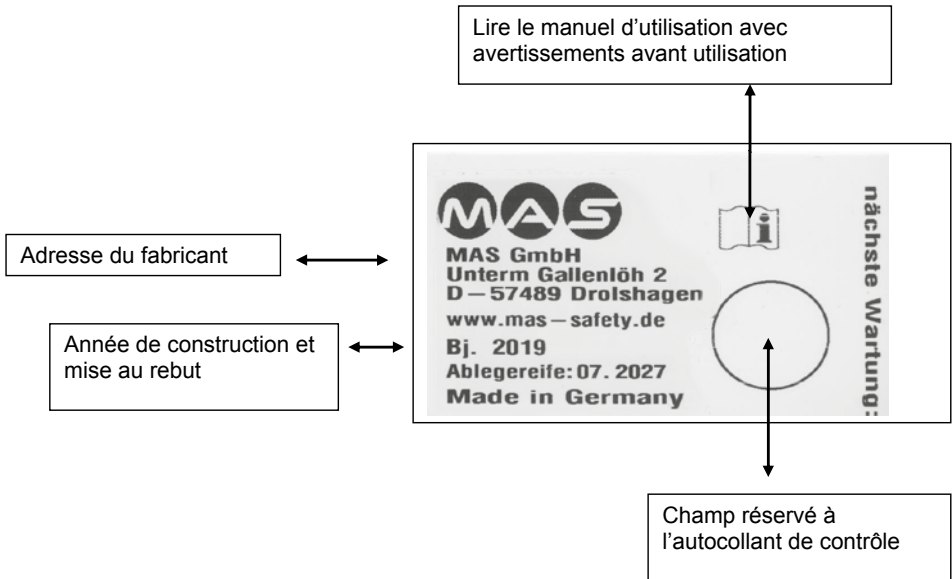 Lire le manuel d'utilisation avec
avertissements avant utilisation
MAS
MAS GmbH
Unterm Gallenlöh 2
D – 57489 Drolshagen
www.mas – safety.de
Bj. 2019
Ablegereife: 07. 2027
Made in Germany
i
nächste Wartung:
Adresse du fabricant
Année de construction et
mise au rebut
Champ réservé à
l'autocollant de contrôle